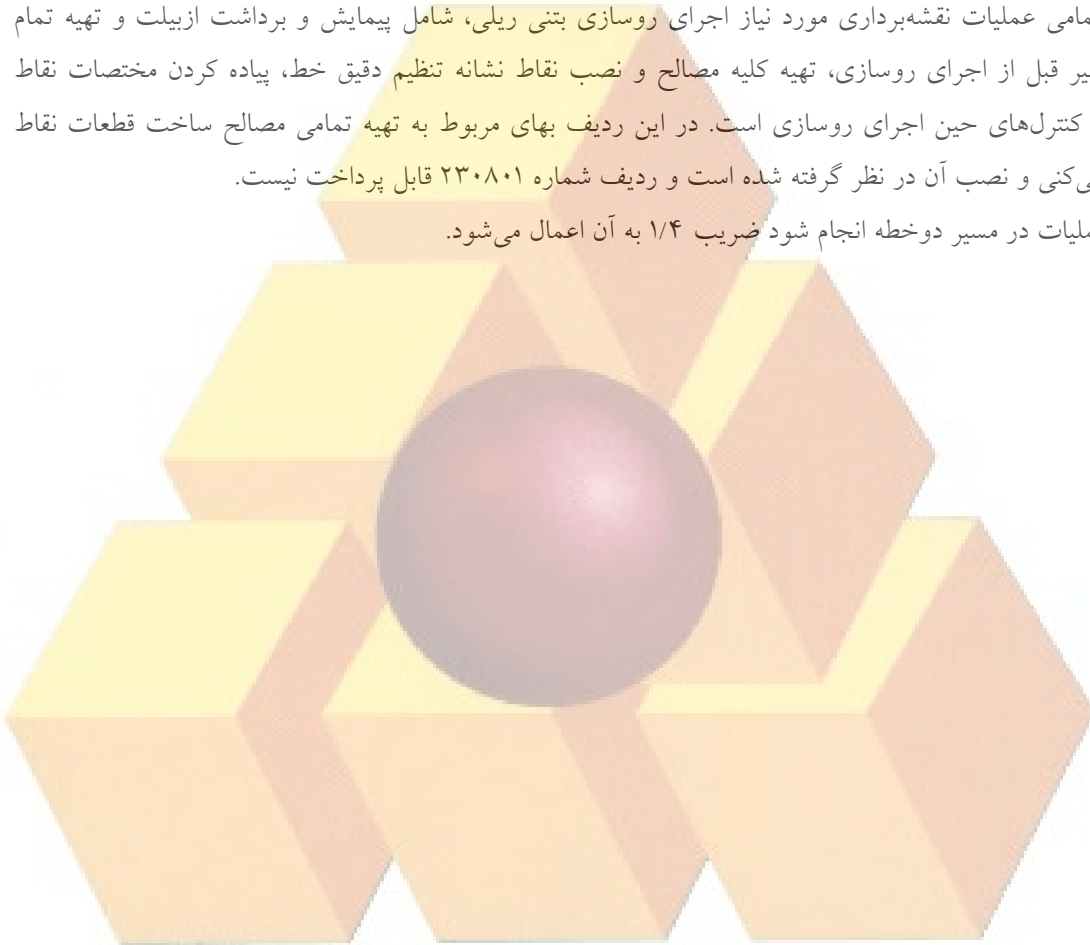 عملیات نقشه‌برداری مورد نیاز اجرای روسازی بتنی ریلی، شامل پیمایش و برداشت ازبیلت و تهیه تمام
قبل از اجرای روسازی، تهیه کلیه مصالح و نصب نقاط نشانه تنظیم دقیق خط، پیاده کردن مختصات نقاط
کنترل‌های حین اجرای روسازی است. در این ردیف بهای مربوط به تهیه تمامی مصالح ساخت قطعات نقاط
و نصب آن در نظر گرفته شده است و ردیف شماره ۲۳۰۸۰۱ قابل پرداخت نیست.
در مسیر دوخطه انجام شود ضریب ۱/۴ به آن اعمال می‌شود.